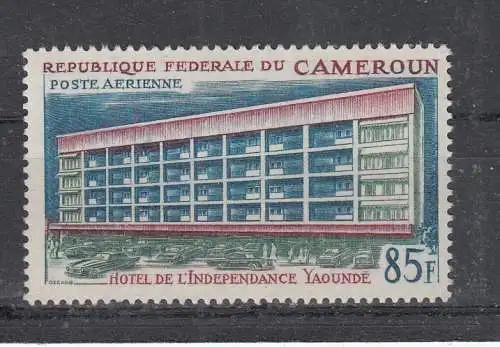 REPUBLIQUE FEDERALE DU CAMEROUN
POSTE AERIENNE
HOTEL DE L'INDEPENDANCE YAOUNDE
85F